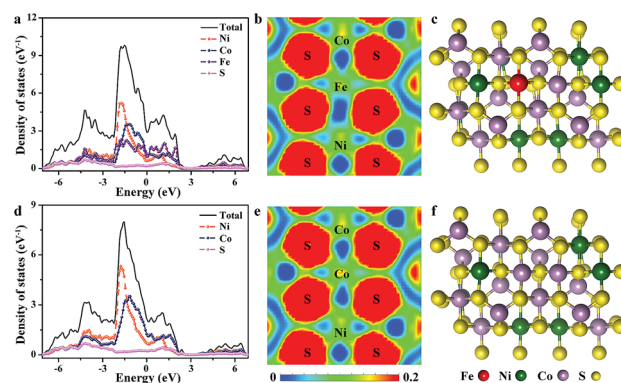 a
12
9
6
3
0
Density of states (eV⁻¹)
Total
Ni
Co
Fe
S
-6 -3 0 3 6
Energy (eV)
b
Co
S S
Fe
S S
Ni
S S
c
d
9
6
3
0
Density of states (eV⁻¹)
Total
Ni
Co
S
-6 -3 0 3 6
Energy (eV)
e
Co
S S
Co
S S
Ni
S S
0 0.2
f
Fe Ni Co S